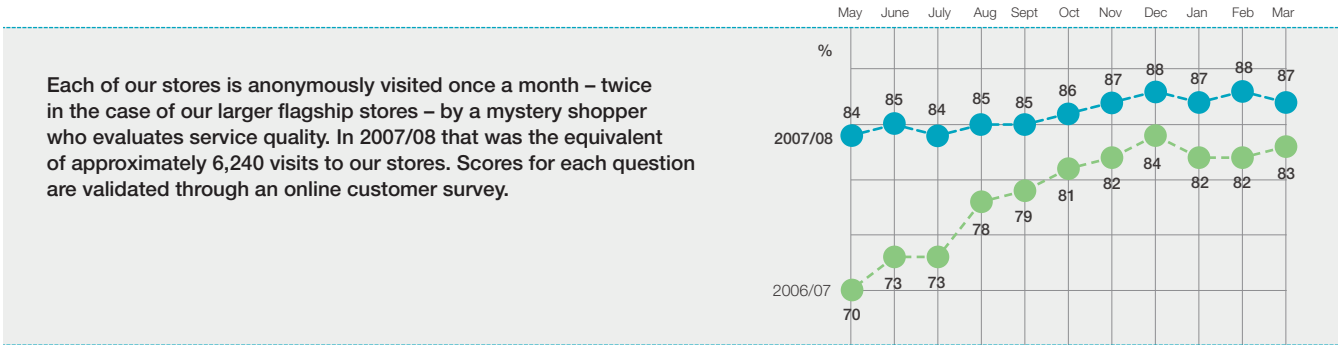 May June July Aug Sept Oct Nov Dec Jan Feb Mar
%
Each of our stores is anonymously visited once a month – twice
in the case of our larger flagship stores – by a mystery shopper
who evaluates service quality. In 2007/08 that was the equivalent
of approximately 6,240 visits to our stores. Scores for each question
are validated through an online customer survey.
2007/08
84 85 84 85 85 86 87 88 87 88 87
2006/07
70 73 73 78 79 81 82 84 82 82 83